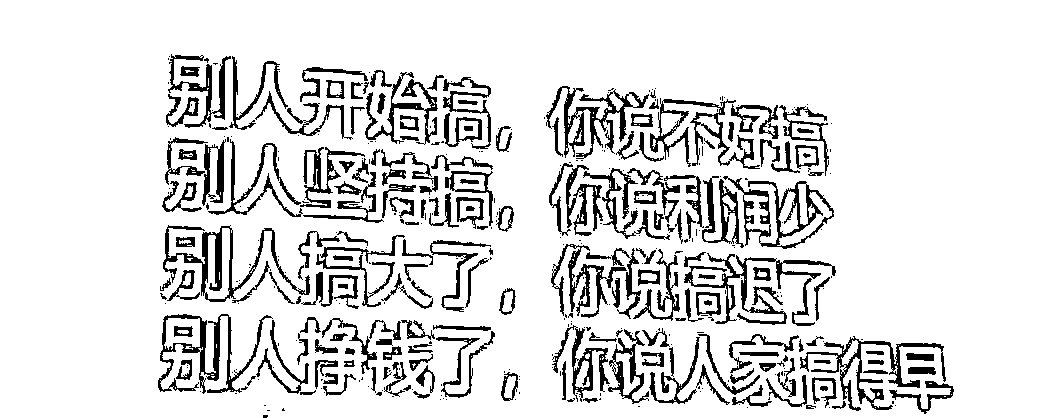 别人开始搞，你说不好搞
别人坚持搞，你说利润少
别人搞大了，你说搞迟了
别人挣钱了，你说人家搞得早